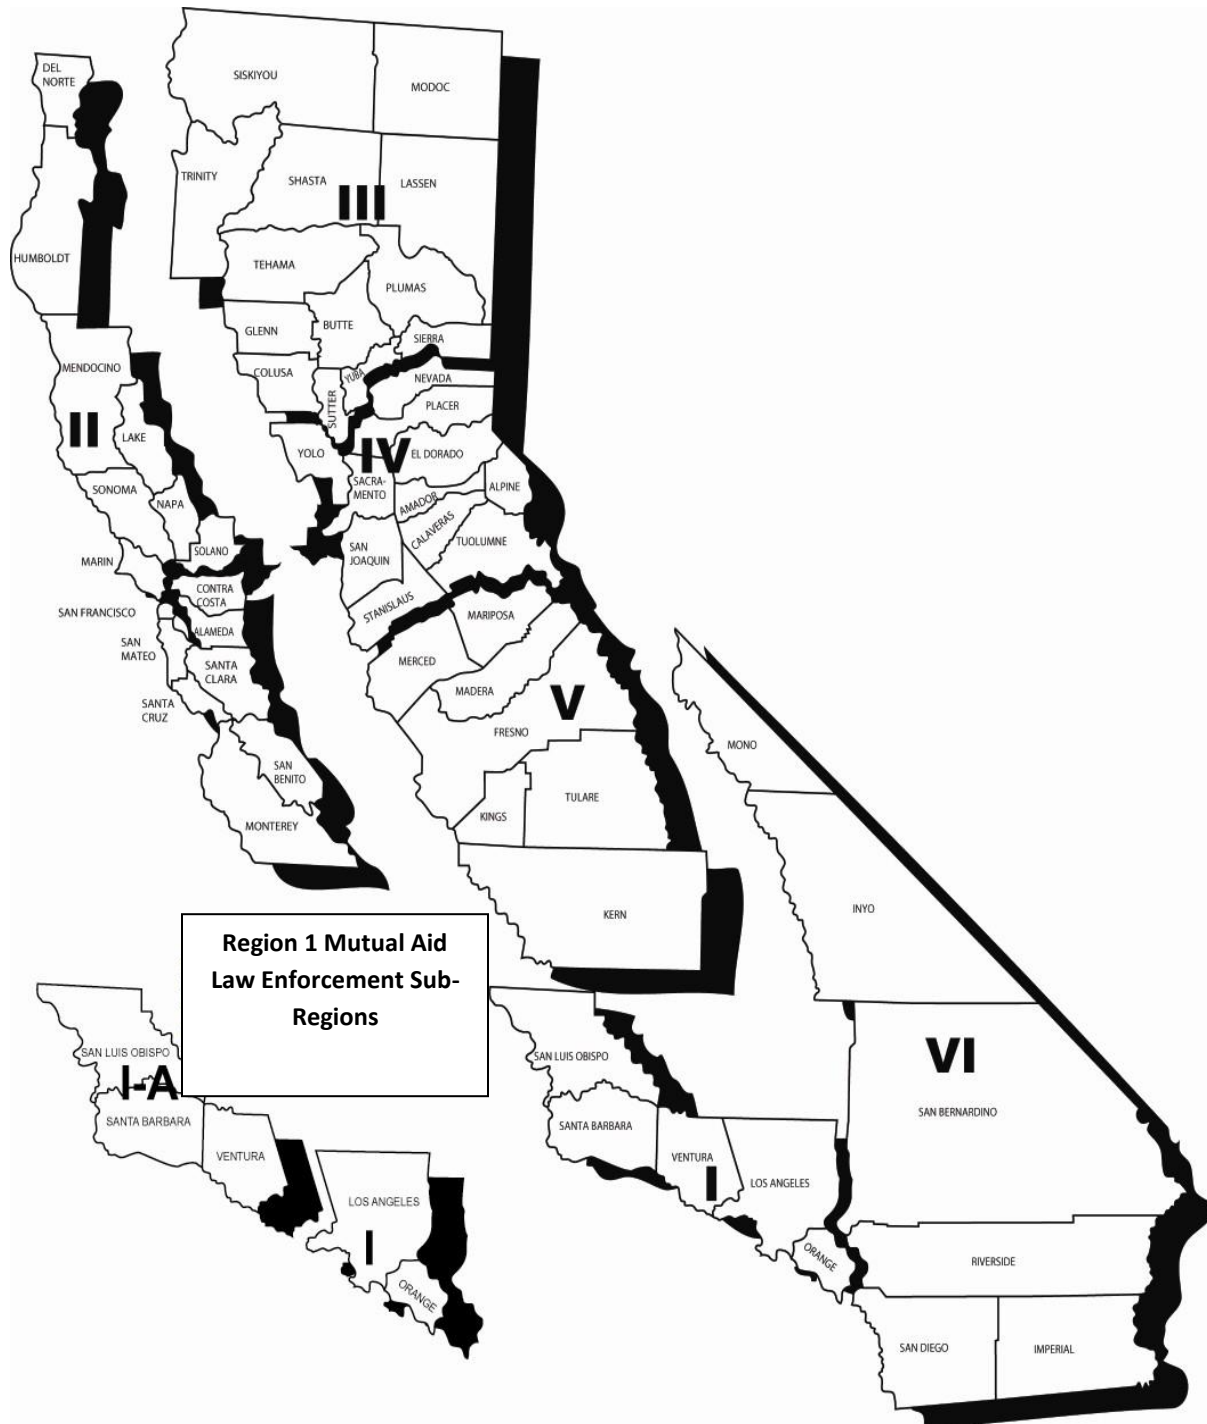 DEL
NORTE
SISKIYOU
MODOC
TRINITY
SHASTA
LASSEN
III
HUMBOLDT
TEHAMA
PLUMAS
GLENN
BUTTE
SIERRA
MENDOCINO
COLUSA
YUBA
NEVADA
SUTTER
PLACER
II
LAKE
YOLO
IV
EL DORADO
SONOMA
NAPA
SACRA-
MENTO
AMADOR
ALPINE
CALAVERAS
TUOLUMNE
SOLANO
SAN
JOAQUIN
MARIN
CONTRA
COSTA
STANISLAUS
SAN FRANCISCO
ALAMEDA
MARIPOSA
SAN
MATEO
SANTA
CLARA
MERCED
MADERA
SANTA
CRUZ
V
FRESNO
MONO
SAN
BENITO
TULARE
KINGS
MONTEREY
KERN
INYO
Region 1 Mutual Aid
Law Enforcement Sub-
Regions
SAN LUIS OBISPO
I-A
SANTA BARBARA
VENTURA
LOS ANGELES
I
ORANGE
SAN LUIS OBISPO
SANTA BARBARA
VENTURA
I
LOS ANGELES
ORANGE
VI
SAN BERNARDINO
RIVERSIDE
SAN DIEGO
IMPERIAL